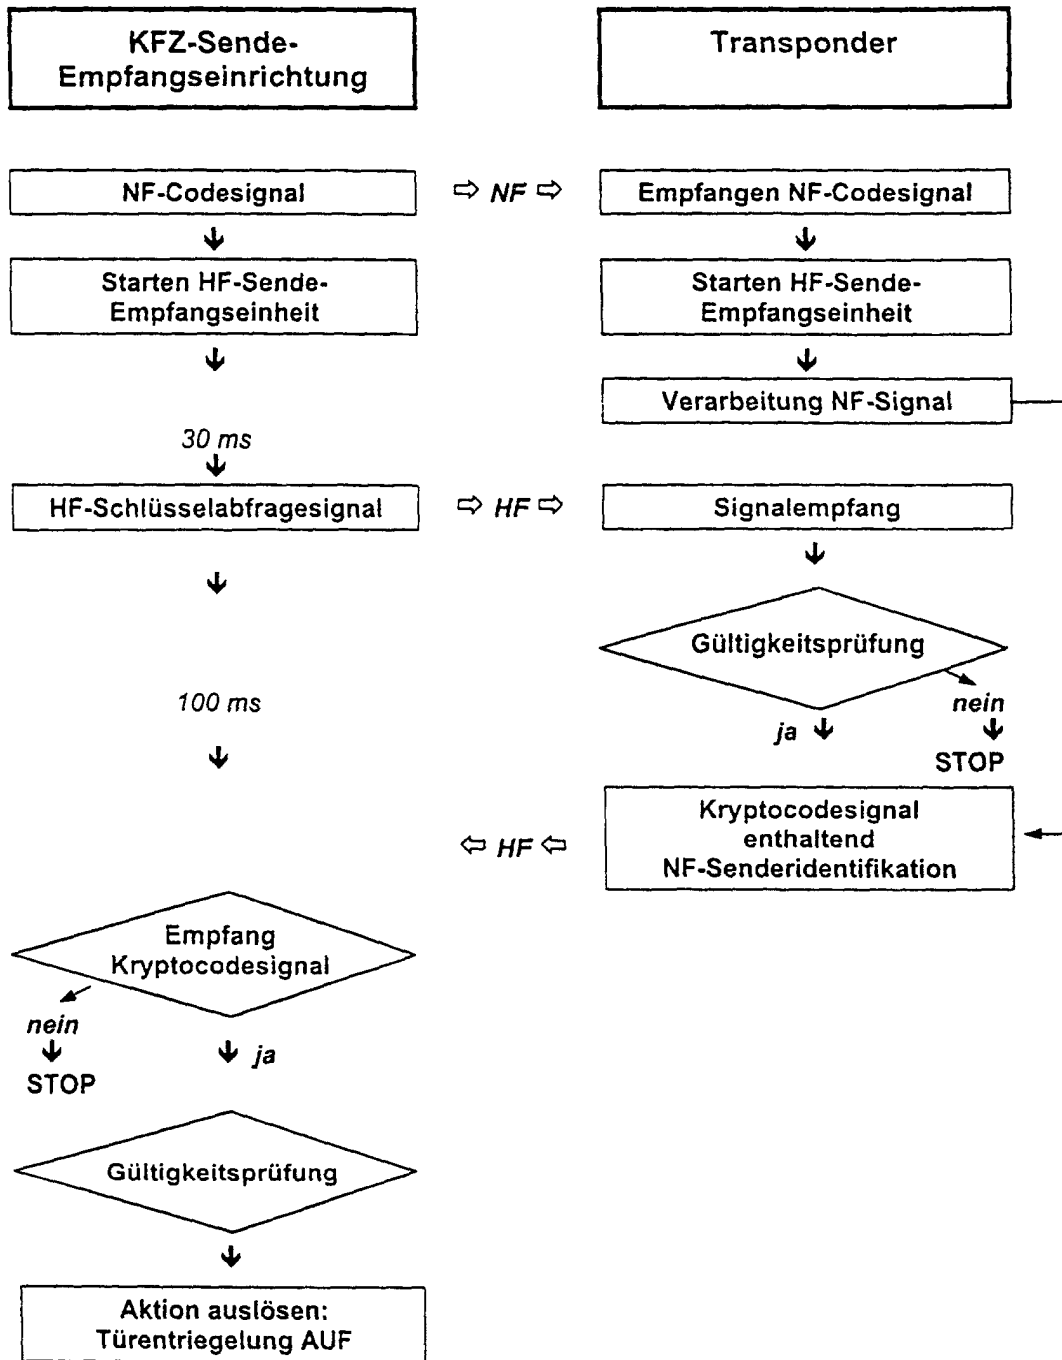 KFZ-Sende-
Empfangseinrichtung
Transponder
NF-Codesignal
⇨ NF ⇨
Empfangen NF-Codesignal
Starten HF-Sende-
Empfangseinheit
Starten HF-Sende-
Empfangseinheit
Verarbeitung NF-Signal
30 ms
HF-Schlüsselabfragesignal
⇨ HF ⇨
Signalempfang
Gültigkeitsprüfung
100 ms
nein
ja
STOP
Kryptocodesignal
enthaltend
NF-Senderidentifikation
⇦ HF ⇦
Empfang
Kryptocodesignal
nein
ja
STOP
Gültigkeitsprüfung
Aktion auslösen:
Türentriegelung AUF